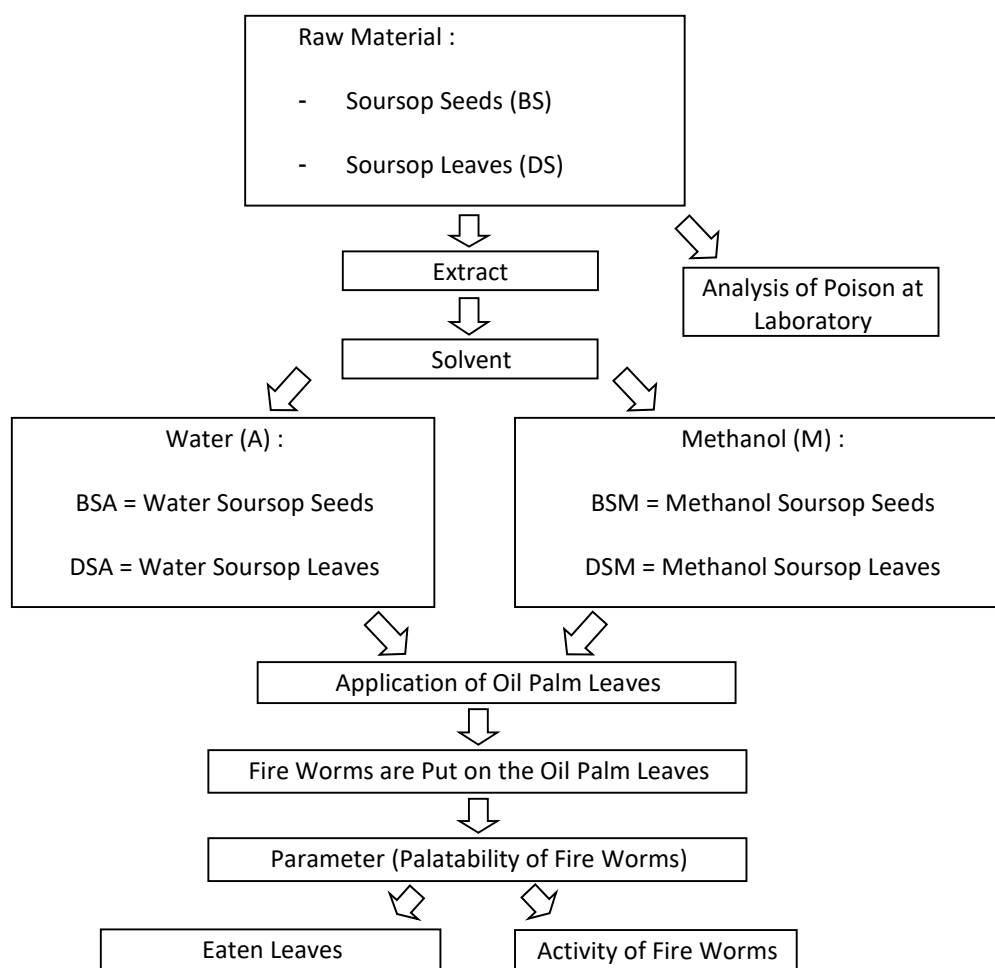 Raw Material :
- Soursop Seeds (BS)
- Soursop Leaves (DS)
Extract
Analysis of Poison at
Laboratory
Solvent
Water (A) :
BSA = Water Soursop Seeds
DSA = Water Soursop Leaves
Methanol (M) :
BSM = Methanol Soursop Seeds
DSM = Methanol Soursop Leaves
Application of Oil Palm Leaves
Fire Worms are Put on the Oil Palm Leaves
Parameter (Palatability of Fire Worms)
Eaten Leaves
Activity of Fire Worms